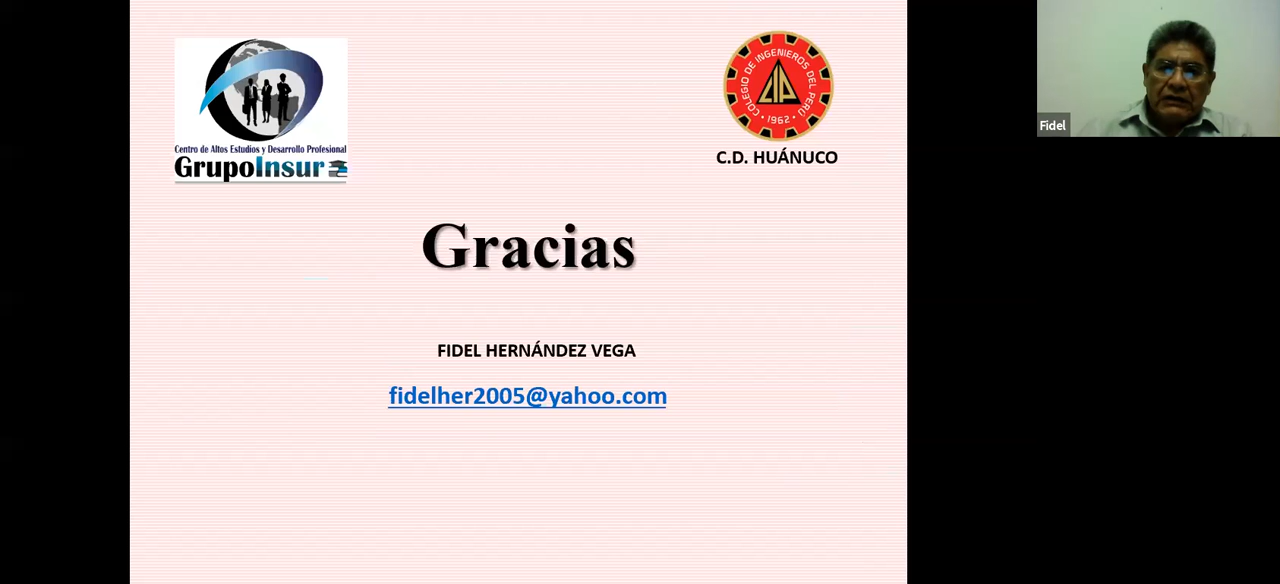 Centro de Altos Estudios y Desarrollo Profesional
GrupoInsur
COLEGIO DE INGENIEROS DEL PERÚ
CIP
• 1962 •
C.D. HUÁNUCO
Fidel
Gracias
FIDEL HERNÁNDEZ VEGA
fidelher2005@yahoo.com